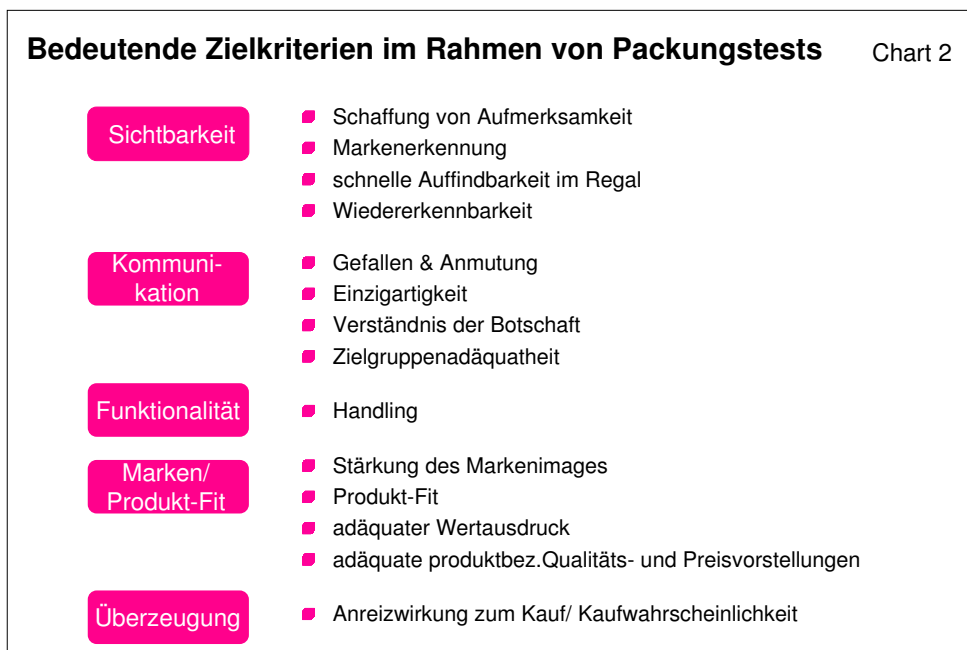 Bedeutende Zielkriterien im Rahmen von Packungstests
Chart 2
Sichtbarkeit
Schaffung von Aufmerksamkeit
Markenerkennung
schnelle Auffindbarkeit im Regal
Wiedererkennbarkeit
Kommuni-
kation
Gefallen & Anmutung
Einzigartigkeit
Verständnis der Botschaft
Zielgruppenadäquatheit
Funktionalität
Handling
Marken/
Produkt-Fit
Stärkung des Markenimages
Produkt-Fit
adäquater Wertausdruck
adäquate produktbez.Qualitäts- und Preisvorstellungen
Überzeugung
Anreizwirkung zum Kauf/ Kaufwahrscheinlichkeit